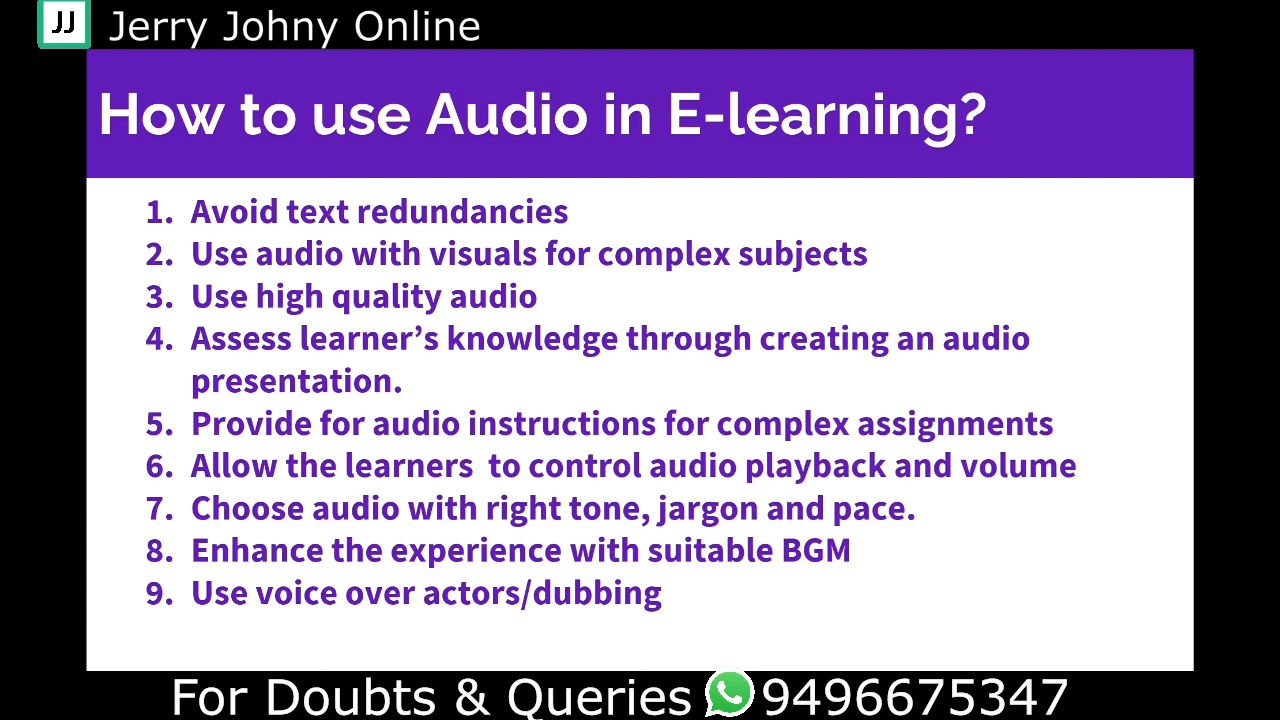 JJ Jerry Johny Online
How to use Audio in E-learning?
1. Avoid text redundancies
2. Use audio with visuals for complex subjects
3. Use high quality audio
4. Assess learner’s knowledge through creating an audio
presentation.
5. Provide for audio instructions for complex assignments
6. Allow the learners  to control audio playback and volume
7. Choose audio with right tone, jargon and pace.
8. Enhance the experience with suitable BGM
9. Use voice over actors/dubbing
For Doubts & Queries 9496675347